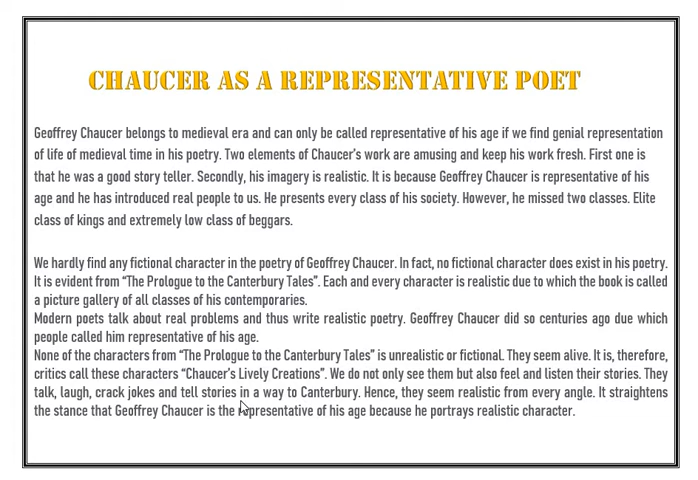 CHAUCER AS A REPRESENTATIVE POET
Geoffrey Chaucer belongs to medieval era and can only be called representative of his age if we find genial representation
of life of medieval time in his poetry. Two elements of Chaucer's work are amusing and keep his work fresh. First one is
that he was a good story teller. Secondly, his imagery is realistic. It is because Geoffrey Chaucer is representative of his
age and he has introduced real people to us. He presents every class of his society. However, he missed two classes. Elite
class of kings and extremely low class of beggars.
We hardly find any fictional character in the poetry of Geoffrey Chaucer. In fact, no fictional character does exist in his poetry.
It is evident from “The Prologue to the Canterbury Tales”. Each and every character is realistic due to which the book is called
a picture gallery of all classes of his contemporaries.
Modern poets talk about real problems and thus write realistic poetry. Geoffrey Chaucer did so centuries ago due which
people called him representative of his age.
None of the characters from “The Prologue to the Canterbury Tales” is unrealistic or fictional. They seem alive. It is, therefore,
critics call these characters “Chaucer's Lively Creations”. We do not only see them but also feel and listen their stories. They
talk, laugh, crack jokes and tell stories in a way to Canterbury. Hence, they seem realistic from every angle. It straightens
the stance that Geoffrey Chaucer is the representative of his age because he portrays realistic character.